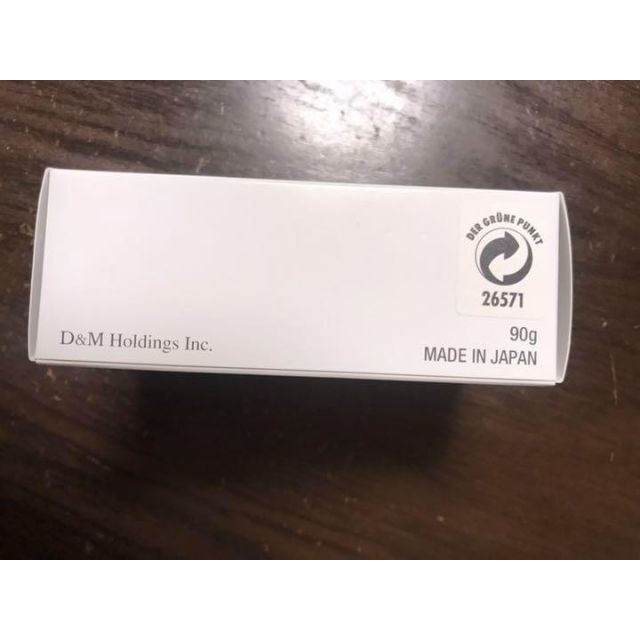 DER GRÜNE PUNKT
26571
90g
D&M Holdings Inc.
MADE IN JAPAN